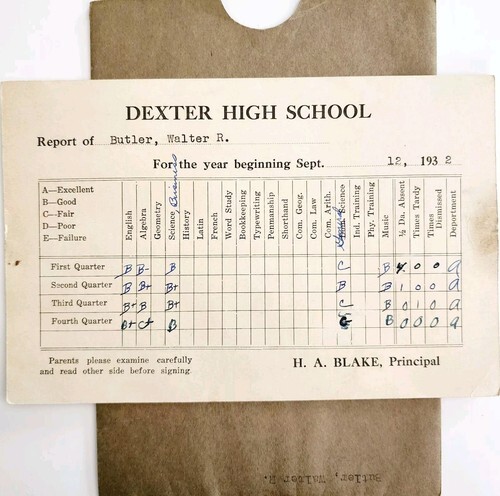 DEXTER HIGH SCHOOL
Report of Butler, Walter R.
For the year beginning Sept. 12, 1932
A—Excellent
B—Good
C—Fair
D—Poor
E—Failure
English
Algebra
Geometry
Science
History
Latin
French
Word Study
Bookkeeping
Typewriting
Penmanship
Shorthand
Com. Geog.
Com. Law
Com. Arith.
Science
Ind. Training
Phy. Training
Music
½ Da. Absent
Times Tardy
Times Dismissed
Deportment
First Quarter B B- B C B 4 0 0 a
Second Quarter B B+ B+ B B 1 0 0 a
Third Quarter B+ B B+ C B 0 1 0 a
Fourth Quarter B+ C+ B C B 0 0 0 a
Parents please examine carefully
and read other side before signing.
H. A. BLAKE, Principal
Butler, Walter R.